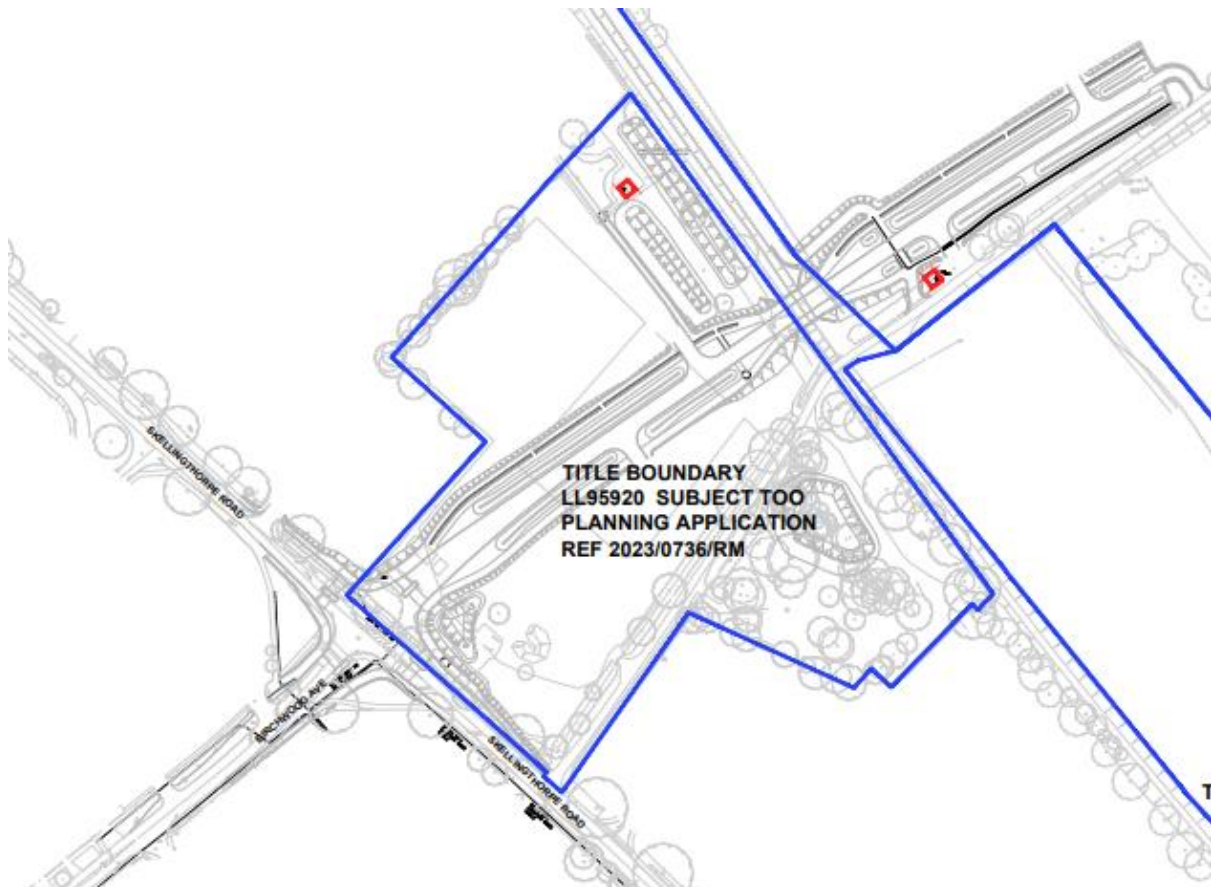 SKELLINGTHORPE ROAD
TITLE BOUNDARY
LL95920 SUBJECT TOO
PLANNING APPLICATION
REF 2023/0736/RM
BIRCHWOOD AVE
SKELLINGTHORPE ROAD
T